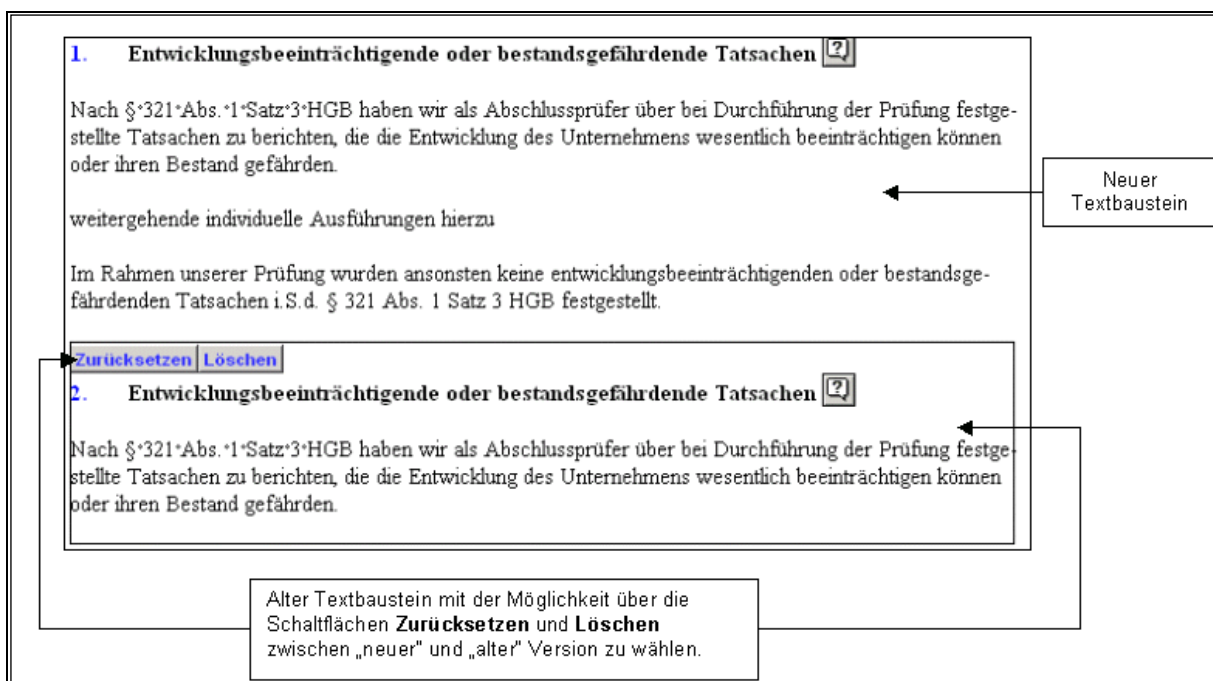 1. Entwicklungsbeeinträchtigende oder bestandsgefährdende Tatsachen
Nach §°321°Abs.°1°Satz°3°HGB haben wir als Abschlussprüfer über bei Durchführung der Prüfung festge-
stellte Tatsachen zu berichten, die die Entwicklung des Unternehmens wesentlich beeinträchtigen können
oder ihren Bestand gefährden.
weitergehende individuelle Ausführungen hierzu
Im Rahmen unserer Prüfung wurden ansonsten keine entwicklungsbeeinträchtigenden oder bestandsge-
fährdenden Tatsachen i.S.d. § 321 Abs. 1 Satz 3 HGB festgestellt.
Neuer
Textbaustein
Zurücksetzen Löschen
2. Entwicklungsbeeinträchtigende oder bestandsgefährdende Tatsachen
Nach §°321°Abs.°1°Satz°3°HGB haben wir als Abschlussprüfer über bei Durchführung der Prüfung festge-
stellte Tatsachen zu berichten, die die Entwicklung des Unternehmens wesentlich beeinträchtigen können
oder ihren Bestand gefährden.
Alter Textbaustein mit der Möglichkeit über die
Schaltflächen Zurücksetzen und Löschen
zwischen „neuer" und „alter" Version zu wählen.